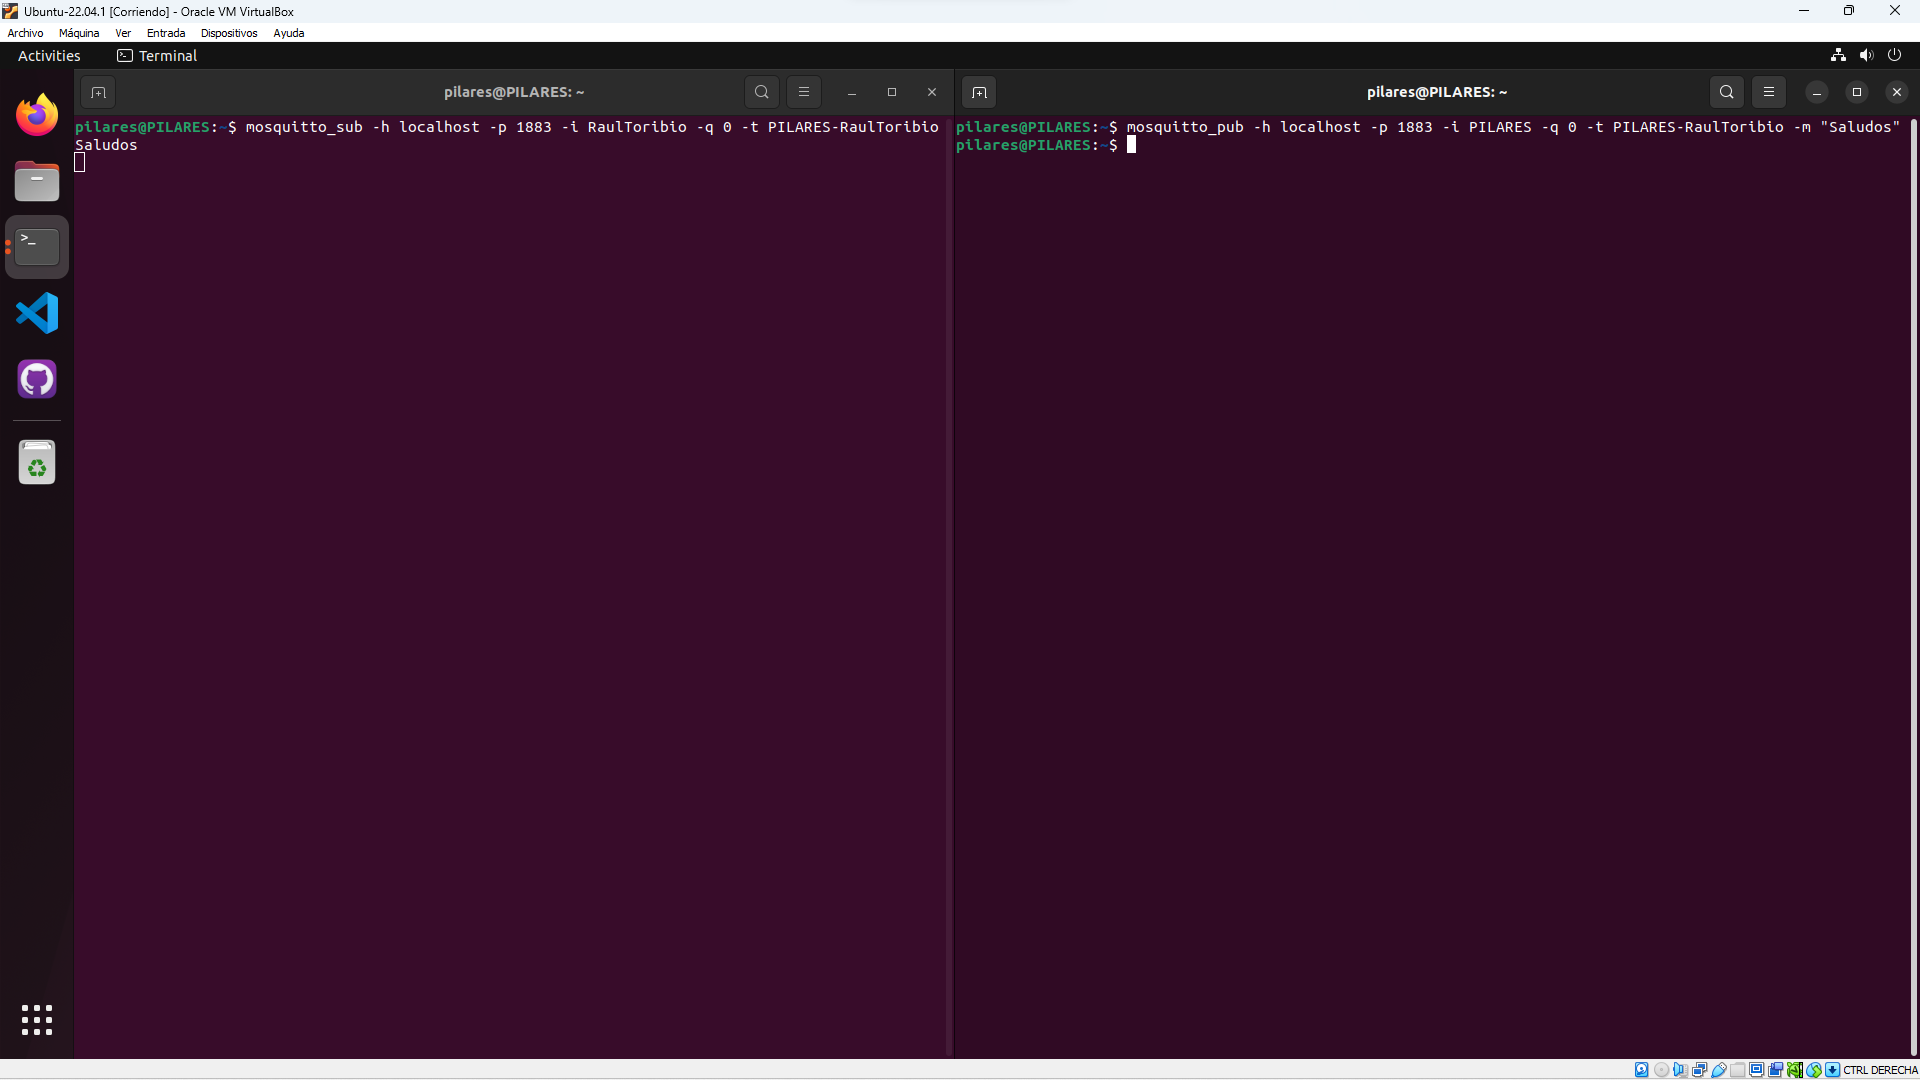 Ubuntu-22.04.1 [Corriendo] - Oracle VM VirtualBox
Archivo Máquina Ver Entrada Dispositivos Ayuda
Activities Terminal
pilares@PILARES: ~
pilares@PILARES:~$ mosquitto_sub -h localhost -p 1883 -i RaulToribio -q 0 -t PILARES-RaulToribio
Saludos
pilares@PILARES: ~
pilares@PILARES:~$ mosquitto_pub -h localhost -p 1883 -i PILARES -q 0 -t PILARES-RaulToribio -m "Saludos"
pilares@PILARES:~$
CTRL DERECHA